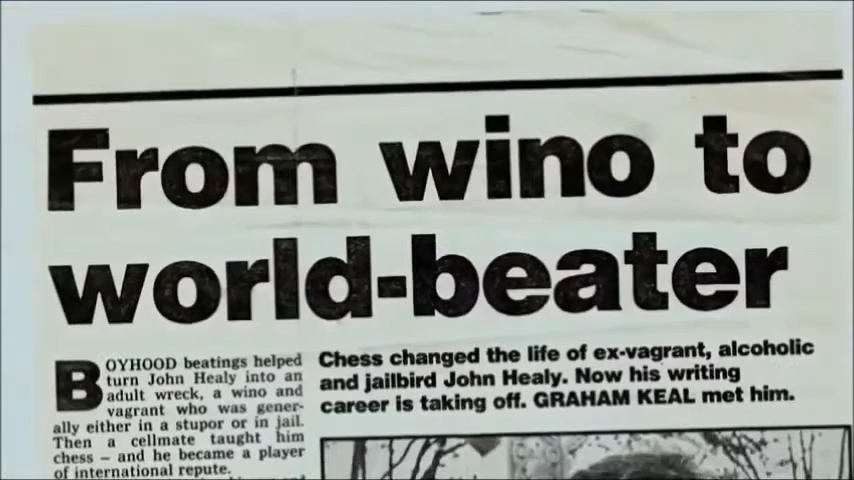 From wino to
world-beater
BOYHOOD beatings helped
turn John Healy into an
adult wreck, a wino and
vagrant who was gener-
ally either in a stupor or in jail.
Then a cellmate taught him
chess – and he became a player
of international repute.
Chess changed the life of ex-vagrant, alcoholic
and jailbird John Healy. Now his writing
career is taking off. GRAHAM KEAL met him.